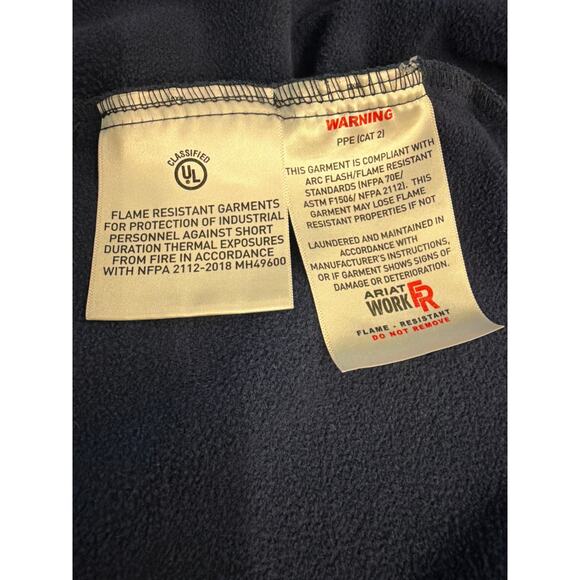 CLASSIFIED
UL
FLAME RESISTANT GARMENTS
FOR PROTECTION OF INDUSTRIAL
PERSONNEL AGAINST SHORT
DURATION THERMAL EXPOSURES
FROM FIRE IN ACCORDANCE
WITH NFPA 2112-2018 MH49600
WARNING
PPE (CAT 2)
THIS GARMENT IS COMPLIANT WITH
ARC FLASH/FLAME RESISTANT
STANDARDS (NFPA 70E/
ASTM F1506/ NFPA 2112). THIS
GARMENT MAY LOSE FLAME
RESISTANT PROPERTIES IF NOT
LAUNDERED AND MAINTAINED IN
ACCORDANCE WITH
MANUFACTURER'S INSTRUCTIONS,
OR IF GARMENT SHOWS SIGNS OF
DAMAGE OR DETERIORATION.
ARIAT
WORK FR
FLAME - RESISTANT
DO NOT REMOVE